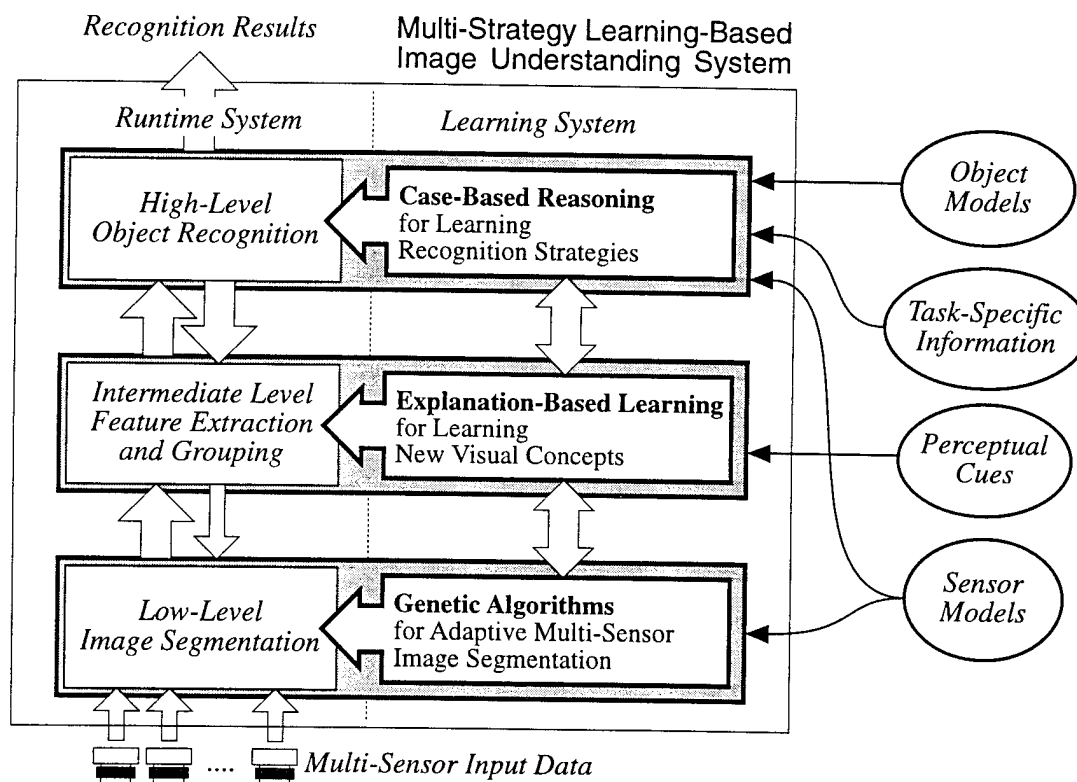 Recognition Results
Multi-Strategy Learning-Based
Image Understanding System
Runtime System
Learning System
High-Level
Object Recognition
Case-Based Reasoning
for Learning
Recognition Strategies
Object
Models
Task-Specific
Information
Intermediate Level
Feature Extraction
and Grouping
Explanation-Based Learning
for Learning
New Visual Concepts
Perceptual
Cues
Low-Level
Image Segmentation
Genetic Algorithms
for Adaptive Multi-Sensor
Image Segmentation
Sensor
Models
.... Multi-Sensor Input Data